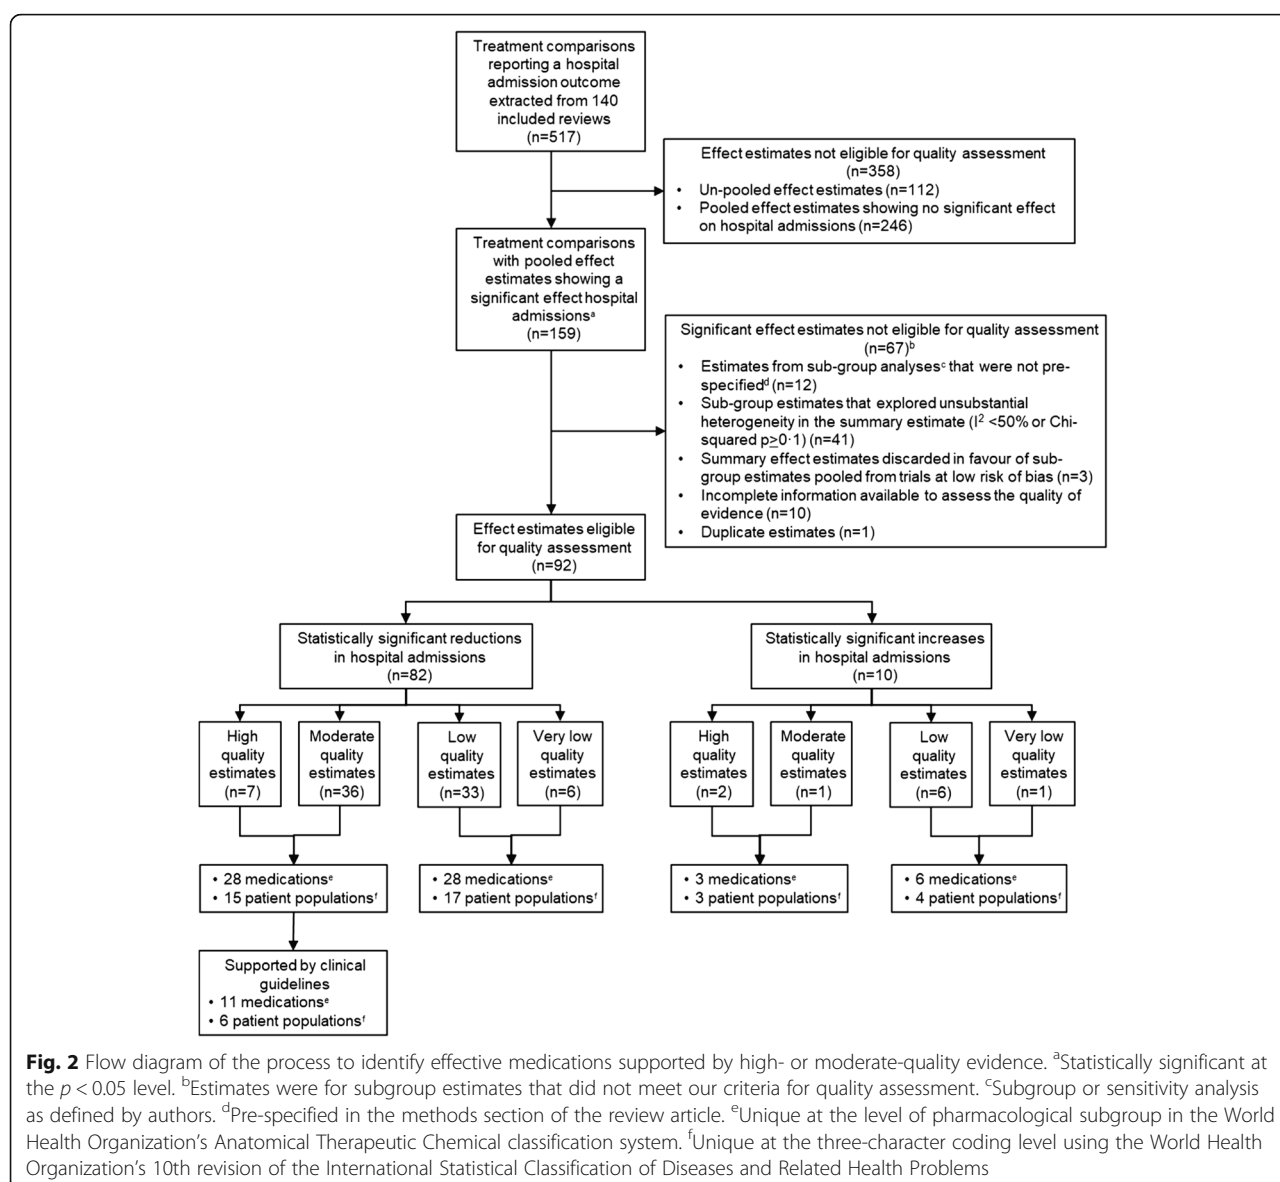 Treatment comparisons
reporting a hospital
admission outcome
extracted from 140
included reviews
(n=517)
Effect estimates not eligible for quality assessment
(n=358)
• Un-pooled effect estimates (n=112)
• Pooled effect estimates showing no significant effect
on hospital admissions (n=246)
Treatment comparisons
with pooled effect
estimates showing a
significant effect hospital
admissionsᵃ
(n=159)
Significant effect estimates not eligible for quality assessment
(n=67)ᵇ
• Estimates from sub-group analysesᶜ that were not pre-
specifiedᵈ (n=12)
• Sub-group estimates that explored unsubstantial
heterogeneity in the summary estimate (I² <50% or Chi-
squared p≥0·1) (n=41)
• Summary effect estimates discarded in favour of sub-
group estimates pooled from trials at low risk of bias (n=3)
• Incomplete information available to assess the quality of
evidence (n=10)
• Duplicate estimates (n=1)
Effect estimates eligible
for quality assessment
(n=92)
Statistically significant reductions
in hospital admissions
(n=82)
Statistically significant increases
in hospital admissions
(n=10)
High
quality
estimates
(n=7)
Moderate
quality
estimates
(n=36)
Low
quality
estimates
(n=33)
Very low
quality
estimates
(n=6)
High
quality
estimates
(n=2)
Moderate
quality
estimates
(n=1)
Low
quality
estimates
(n=6)
Very low
quality
estimates
(n=1)
• 28 medicationsᵉ
• 15 patient populationsᶠ
• 28 medicationsᵉ
• 17 patient populationsᶠ
• 3 medicationsᵉ
• 3 patient populationsᶠ
• 6 medicationsᵉ
• 4 patient populationsᶠ
Supported by clinical
guidelines
• 11 medicationsᵉ
• 6 patient populationsᶠ
Fig. 2 Flow diagram of the process to identify effective medications supported by high- or moderate-quality evidence. ᵃStatistically significant at
the p < 0.05 level. ᵇEstimates were for subgroup estimates that did not meet our criteria for quality assessment. ᶜSubgroup or sensitivity analysis
as defined by authors. ᵈPre-specified in the methods section of the review article. ᵉUnique at the level of pharmacological subgroup in the World
Health Organization’s Anatomical Therapeutic Chemical classification system. ᶠUnique at the three-character coding level using the World Health
Organization’s 10th revision of the International Statistical Classification of Diseases and Related Health Problems